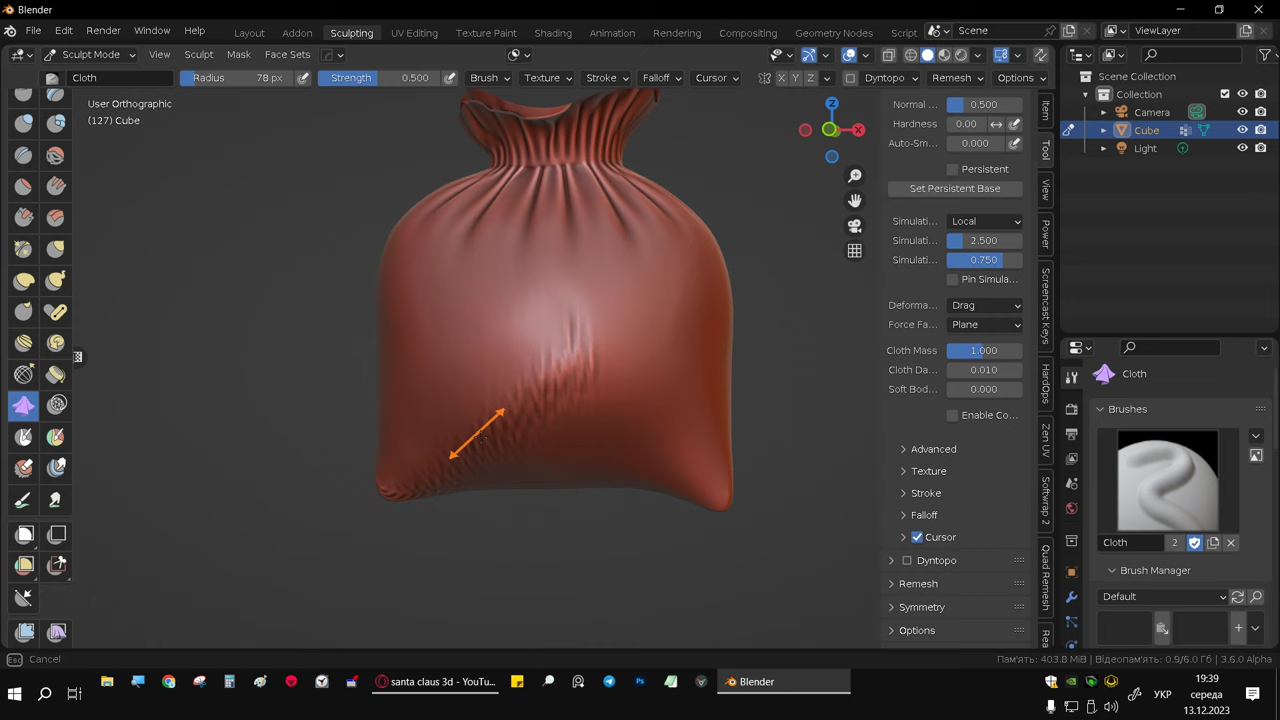 Blender
File Edit Render Window Help Layout Addon Sculpting UV Editing Texture Paint Shading Animation Rendering Compositing Geometry Nodes Scene ViewLayer
Sculpt Mode View Sculpt Mask Face Sets
Cloth Radius 78 px Strength 0.500 Brush Texture Stroke Falloff Cursor X Y Z Dyntopo Remesh Options
User Orthographic
(127) Cube
Z
X
Normal ... 0.500
Hardness 0.00
Auto-Sm... 0.000
Persistent
Set Persistent Base
Simulati... Local
Simulati... 2.500
Simulati... 0.750
Pin Simula...
Deforma... Drag
Force Fa... Plane
Cloth Mass 1.000
Cloth Da... 0.010
Soft Bod... 0.000
Enable Co...
Advanced
Texture
Stroke
Falloff
Cursor
Dyntopo
Remesh
Symmetry
Options
Item
Tool
View
Power
Screencast Keys
HardOps
Zen UV
Softwrap 2
Quad Remesh
Rea
Scene Collection
Collection
Camera
Cube
Light
Cloth
Brushes
Cloth 2
Brush Manager
Default
Esc Cancel
Пам'ять: 403.8 MiB | Відеопам'ять: 0.9/6.0 Гб | 3.6.0 Alpha
santa claus 3d - YouTu...
Blender
Ps
УКР
19:39
середа
13.12.2023